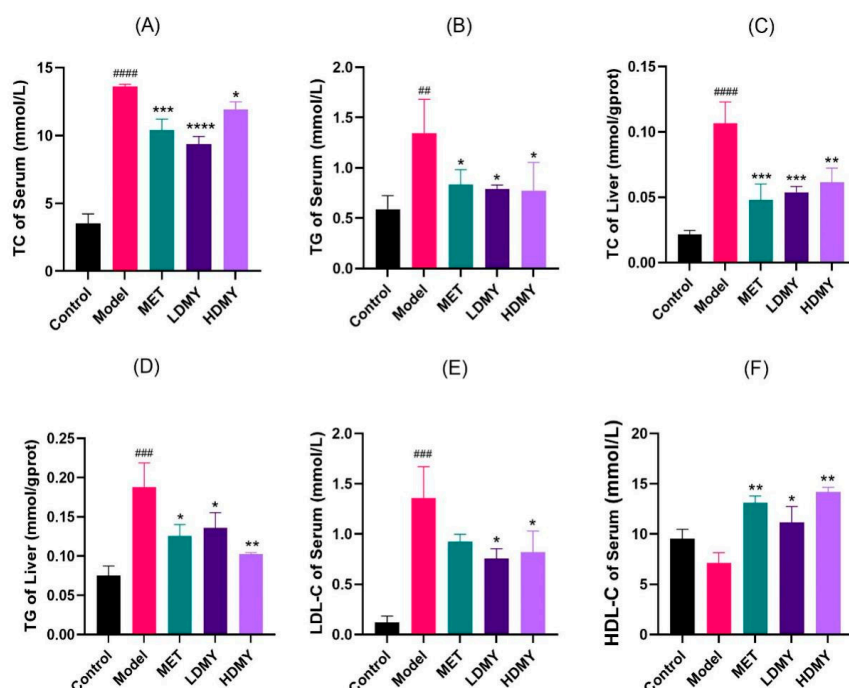 (A)
TC of Serum (mmol/L)
15
10
5
0
####
***
****
*
Control
Model
MET
LDMY
HDMY
(B)
TG of Serum (mmol/L)
2.0
1.5
1.0
0.5
0.0
##
*
*
*
Control
Model
MET
LDMY
HDMY
(C)
TC of Liver (mmol/gprot)
0.15
0.10
0.05
0.00
####
***
***
**
Control
Model
MET
LDMY
HDMY
(D)
TG of Liver (mmol/gprot)
0.25
0.20
0.15
0.10
0.05
0.00
###
*
*
**
Control
Model
MET
LDMY
HDMY
(E)
LDL-C of Serum (mmol/L)
2.0
1.5
1.0
0.5
0.0
###
*
*
Control
Model
MET
LDMY
HDMY
(F)
HDL-C of Serum (mmol/L)
20
15
10
5
0
**
*
**
Control
Model
MET
LDMY
HDMY